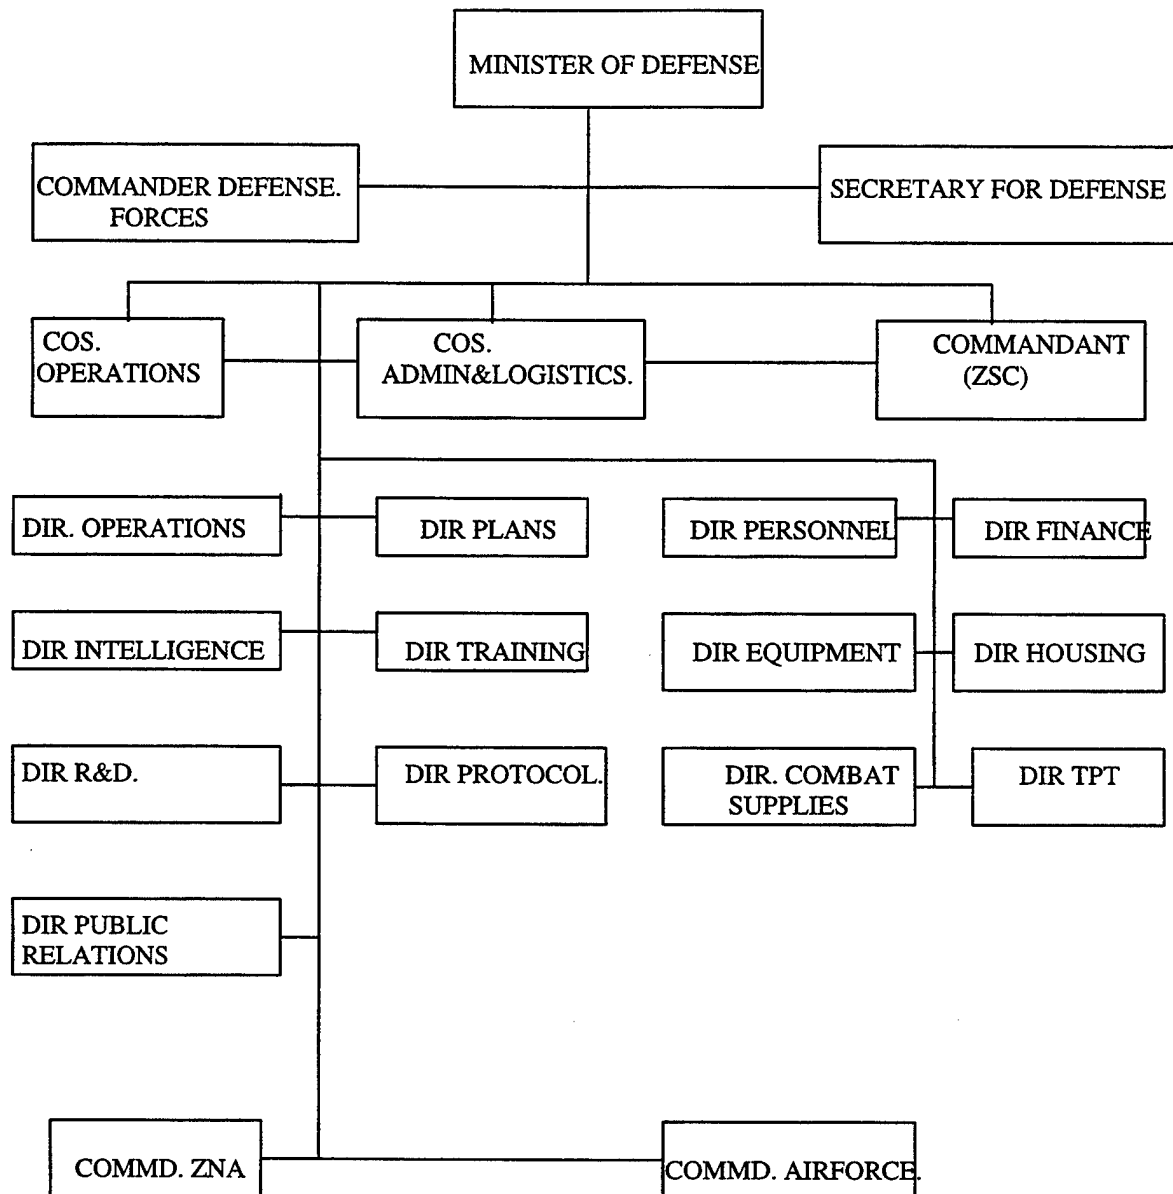 MINISTER OF DEFENSE
COMMANDER DEFENSE.
FORCES
SECRETARY FOR DEFENSE
COS.
OPERATIONS
COS.
ADMIN&LOGISTICS.
COMMANDANT
(ZSC)
DIR. OPERATIONS
DIR PLANS
DIR PERSONNEL
DIR FINANCE
DIR INTELLIGENCE
DIR TRAINING
DIR EQUIPMENT
DIR HOUSING
DIR R&D.
DIR PROTOCOL.
DIR. COMBAT
SUPPLIES
DIR TPT
DIR PUBLIC
RELATIONS
COMMD. ZNA
COMMD. AIRFORCE.